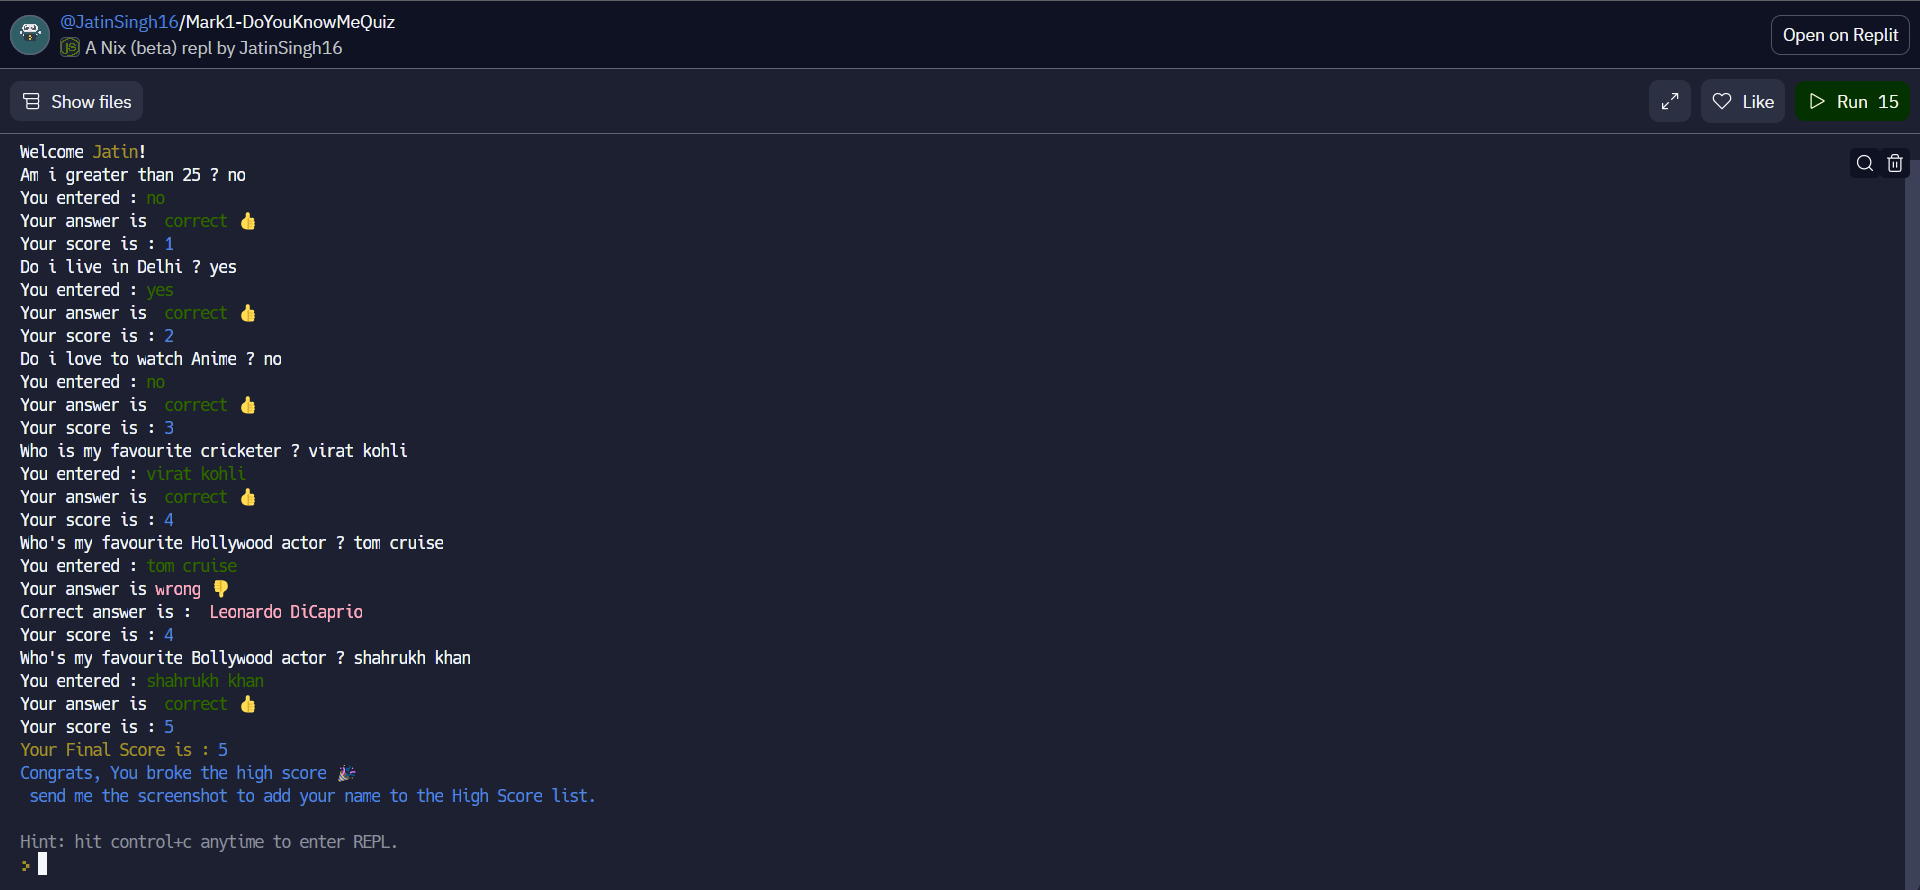 @JatinSingh16/Mark1-DoYouKnowMeQuiz
A Nix (beta) repl by JatinSingh16
Open on Replit
Show files
Like
Run 15
Welcome Jatin!
Am i greater than 25 ? no
You entered : no
Your answer is  correct 👍
Your score is : 1
Do i live in Delhi ? yes
You entered : yes
Your answer is  correct 👍
Your score is : 2
Do i love to watch Anime ? no
You entered : no
Your answer is  correct 👍
Your score is : 3
Who is my favourite cricketer ? virat kohli
You entered : virat kohli
Your answer is  correct 👍
Your score is : 4
Who's my favourite Hollywood actor ? tom cruise
You entered : tom cruise
Your answer is wrong 👎
Correct answer is :  Leonardo DiCaprio
Your score is : 4
Who's my favourite Bollywood actor ? shahrukh khan
You entered : shahrukh khan
Your answer is  correct 👍
Your score is : 5
Your Final Score is : 5
Congrats, You broke the high score 🎉
send me the screenshot to add your name to the High Score list.
Hint: hit control+c anytime to enter REPL.
>